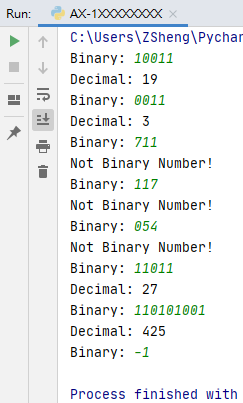 Run: AX-1XXXXXXXX
C:\Users\ZSheng\Pychar
Binary: 10011
Decimal: 19
Binary: 0011
Decimal: 3
Binary: 711
Not Binary Number!
Binary: 117
Not Binary Number!
Binary: 054
Not Binary Number!
Binary: 11011
Decimal: 27
Binary: 110101001
Decimal: 425
Binary: -1
Process finished with